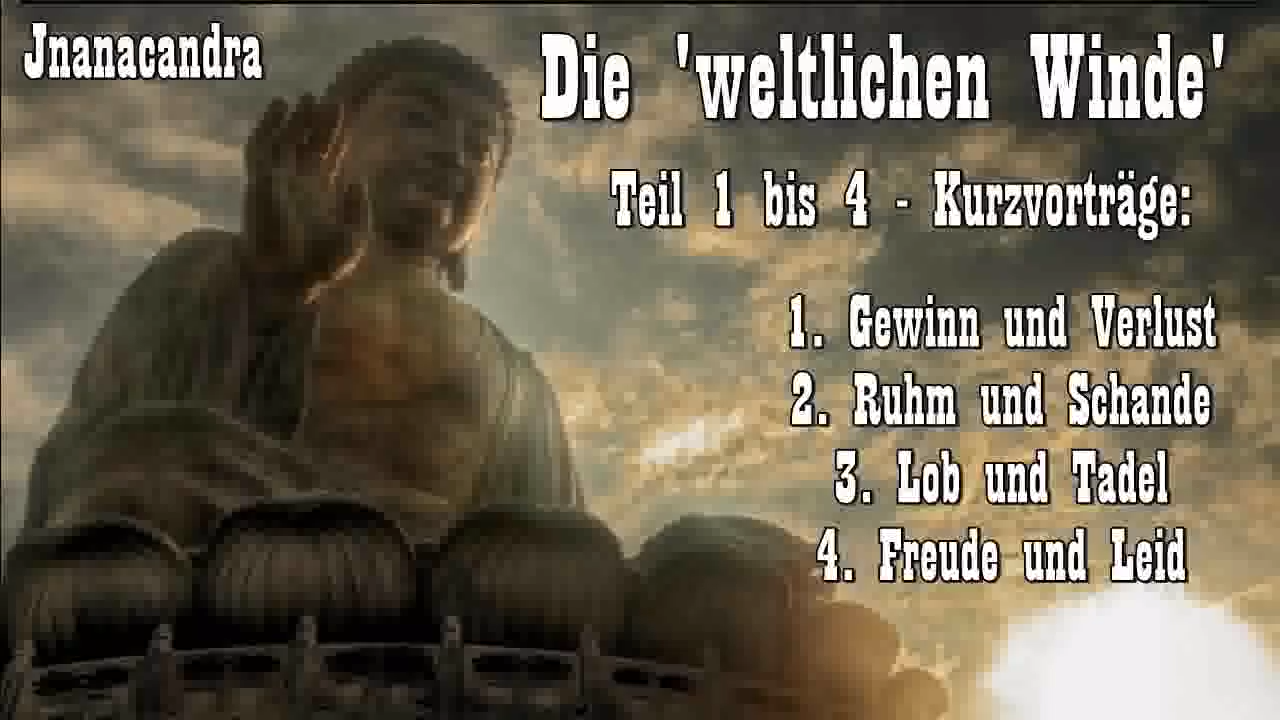 Jnanacandra
Die 'weltlichen Winde'
Teil 1 bis 4 - Kurzvorträge:
1. Gewinn und Verlust
2. Ruhm und Schande
3. Lob und Tadel
4. Freude und Leid